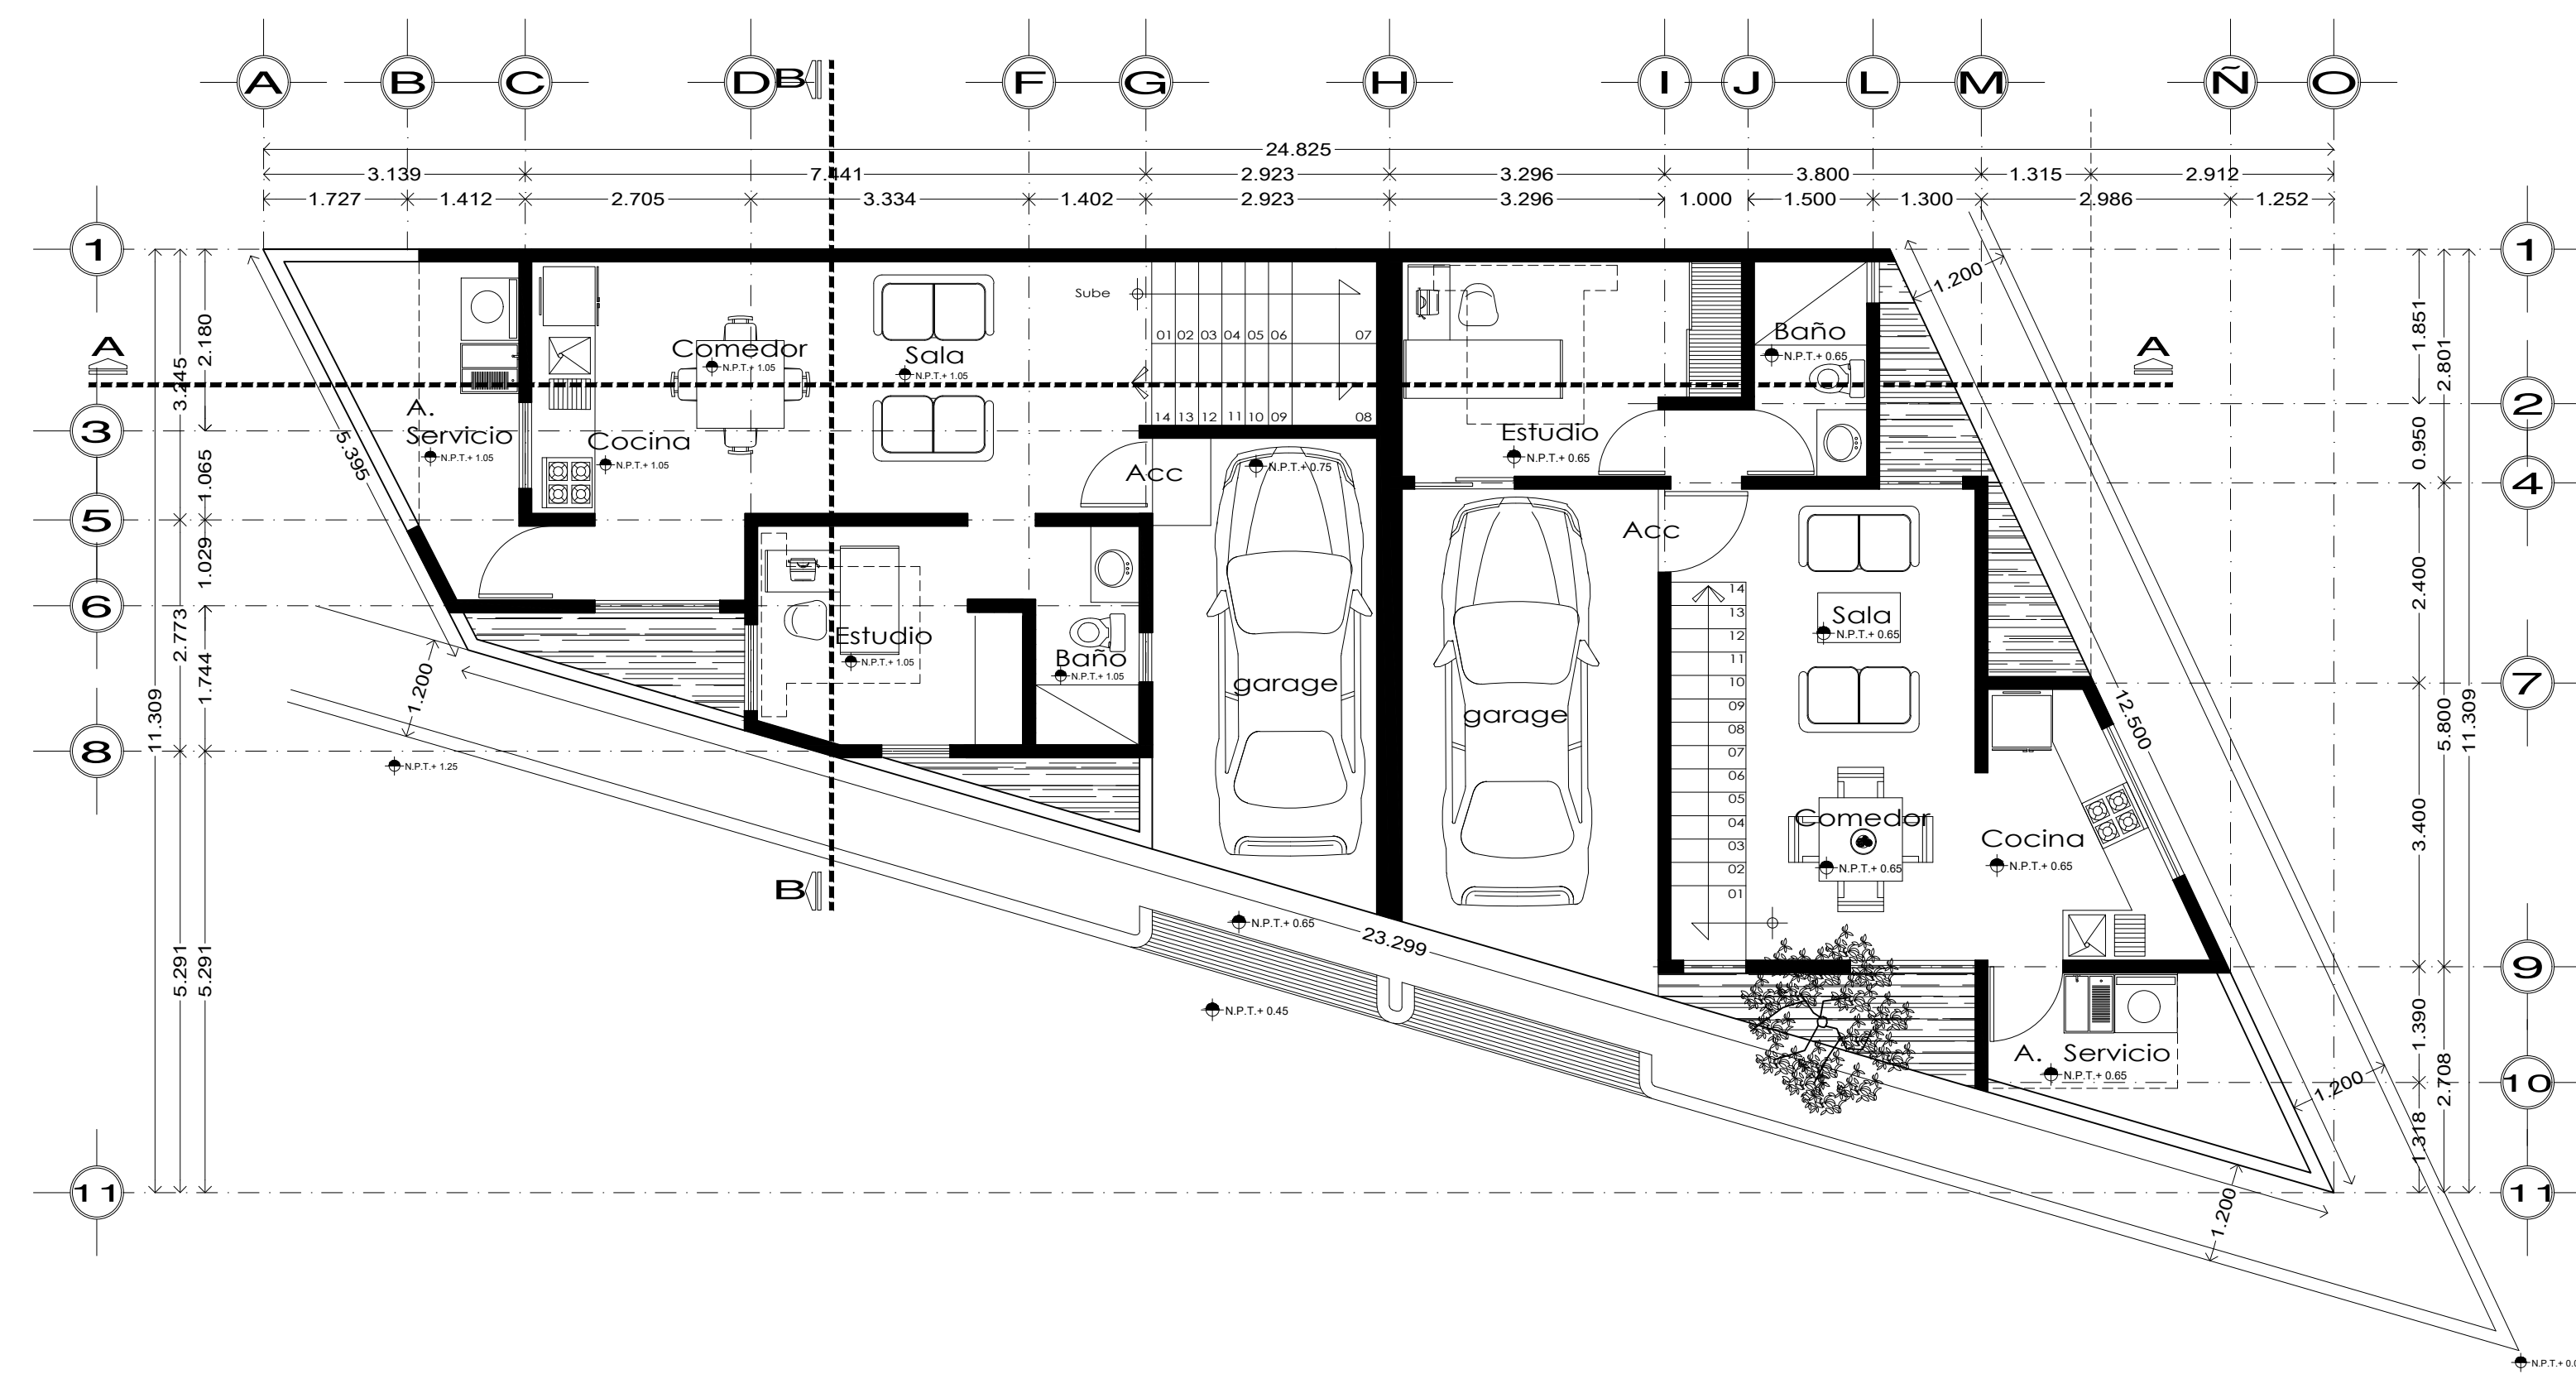 A B C D B F G H I J L M Ñ O
24.825
3.139 7.441 2.923 3.296 3.800 1.315 2.912
1.727 1.412 2.705 3.334 1.402 2.923 3.296 1.000 1.500 1.300 2.986 1.252
1
1
1.200
Sube
2.180
1.851
Baño
N.P.T.+ 0.65
01 02 03 04 05 06 07
A
A
Comedor
N.P.T.+ 1.05
Sala
N.P.T.+ 1.05
3.245
2.801
2
14 13 12 11 10 09 08
A.
Servicio
N.P.T.+ 1.05
3
Cocina
N.P.T.+ 1.05
Estudio
N.P.T.+ 0.65
0.950
5.395
Acc
N.P.T.+ 0.75
1.065
4
5
Acc
1.029
2.400
6
2.773
Estudio
N.P.T.+ 1.05
Baño
N.P.T.+ 1.05
Sala
N.P.T.+ 0.65
14
13
12
11
10
09
08
07
06
05
04
03
02
01
garage
garage
1.744
1.200
11.309
7
12.500
5.800
11.309
8
N.P.T.+ 1.25
3.400
Comedor
N.P.T.+ 0.65
Cocina
N.P.T.+ 0.65
B
N.P.T.+ 0.65
23.299
5.291
5.291
9
N.P.T.+ 0.45
1.390
A. Servicio
N.P.T.+ 0.65
2.708
10
1.200
1.318
11
11
1.200
N.P.T.+ 0.0